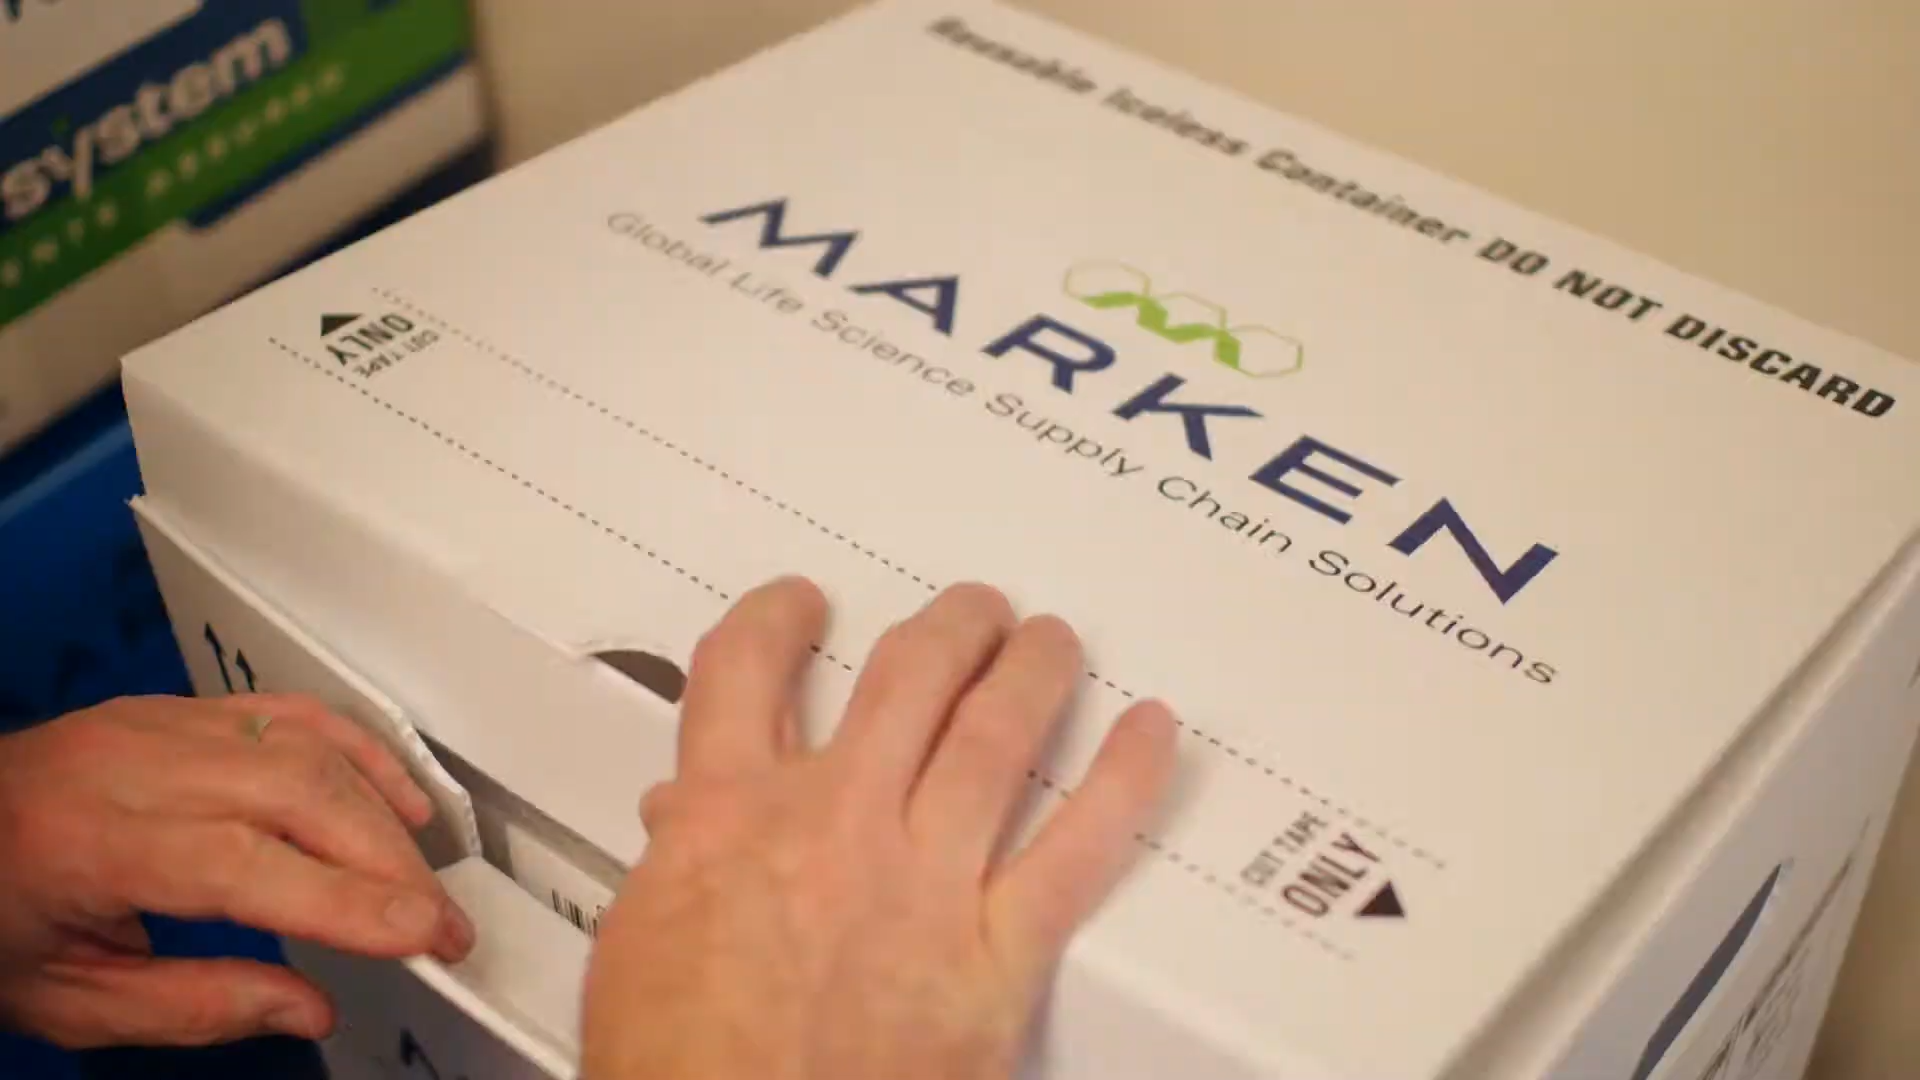 system
Reusable Iceless Container DO NOT DISCARD
MARKEN
Global Life Science Supply Chain Solutions
CUT TAPE
ONLY
CUT TAPE
ONLY